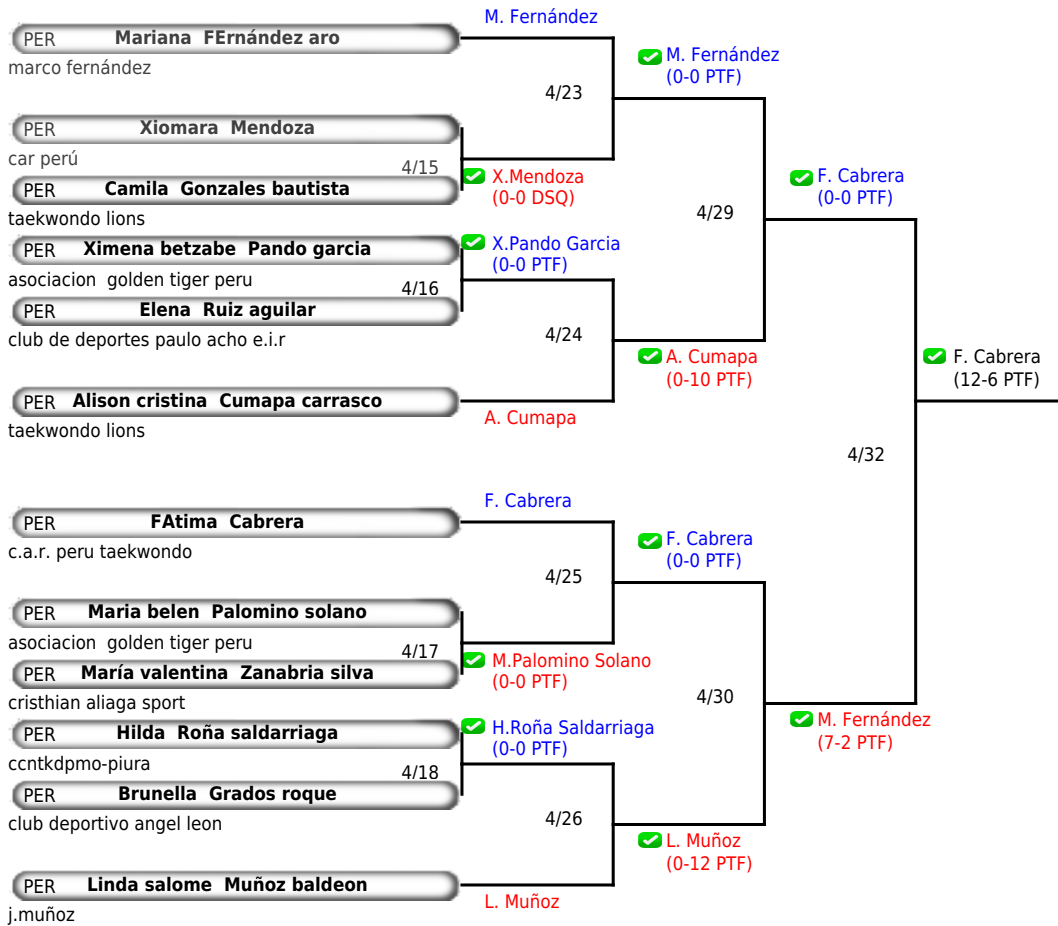 M. Fernández
PER Mariana FErnández aro
marco fernández
4/23
M. Fernández
(0-0 PTF)
PER Xiomara Mendoza
car perú
4/15
X.Mendoza
(0-0 DSQ)
PER Camila Gonzales bautista
taekwondo lions
4/29
F. Cabrera
(0-0 PTF)
PER Ximena betzabe Pando garcia
asociacion golden tiger peru
4/16
X.Pando Garcia
(0-0 PTF)
PER Elena Ruiz aguilar
club de deportes paulo acho e.i.r
4/24
A. Cumapa
(0-10 PTF)
PER Alison cristina Cumapa carrasco
taekwondo lions
A. Cumapa
F. Cabrera
(12-6 PTF)
4/32
F. Cabrera
PER FAtima Cabrera
c.a.r. peru taekwondo
4/25
F. Cabrera
(0-0 PTF)
PER Maria belen Palomino solano
asociacion golden tiger peru
4/17
M.Palomino Solano
(0-0 PTF)
PER María valentina Zanabria silva
cristhian aliaga sport
4/30
M. Fernández
(7-2 PTF)
PER Hilda Roña saldarriaga
ccntkdpmo-piura
4/18
H.Roña Saldarriaga
(0-0 PTF)
PER Brunella Grados roque
club deportivo angel leon
4/26
L. Muñoz
(0-12 PTF)
PER Linda salome Muñoz baldeon
j.muñoz
L. Muñoz